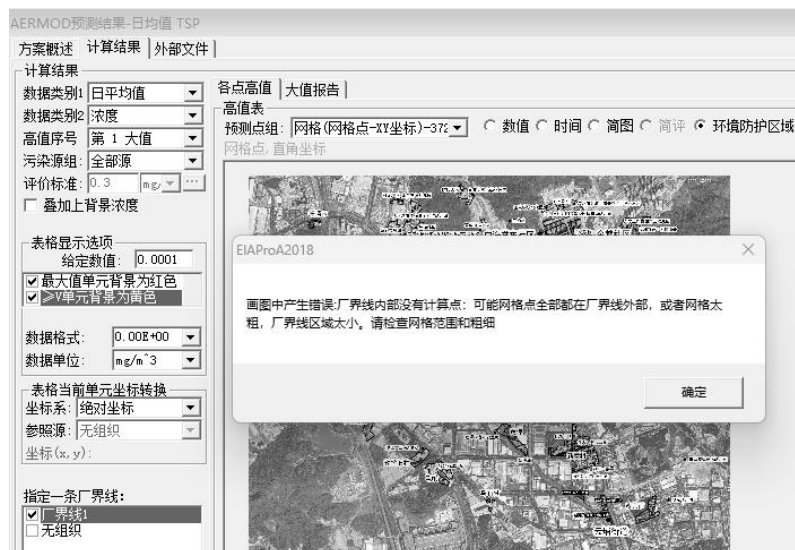 AERMOD预测结果-日均值 TSP
方案概述 计算结果 外部文件
计算结果
数据类别1 日平均值
数据类别2 浓度
高值序号 第 1 大值
污染源组: 全部源
评价标准: 0.3 mg/ ...
叠加上背景浓度
表格显示选项
给定数值: 0.0001
最大值单元背景为红色
≥V单元背景为黄色
数据格式: 0.00E+00
数据单位: mg/m^3
表格当前单元坐标转换
坐标系: 绝对坐标
参照源: 无组织
坐标(x,y):
指定一条厂界线:
厂界线1
无组织
各点高值 大值报告
高值表
预测点组: 网格(网格点-XY坐标)-372 数值 时间 简图 简评 环境防护区域
网格点, 直角坐标
EIAProA2018
画图中产生错误:厂界线内部没有计算点: 可能网格点全部都在厂界线外部, 或者网格太
粗, 厂界线区域太小。请检查网格范围和粗细
确定